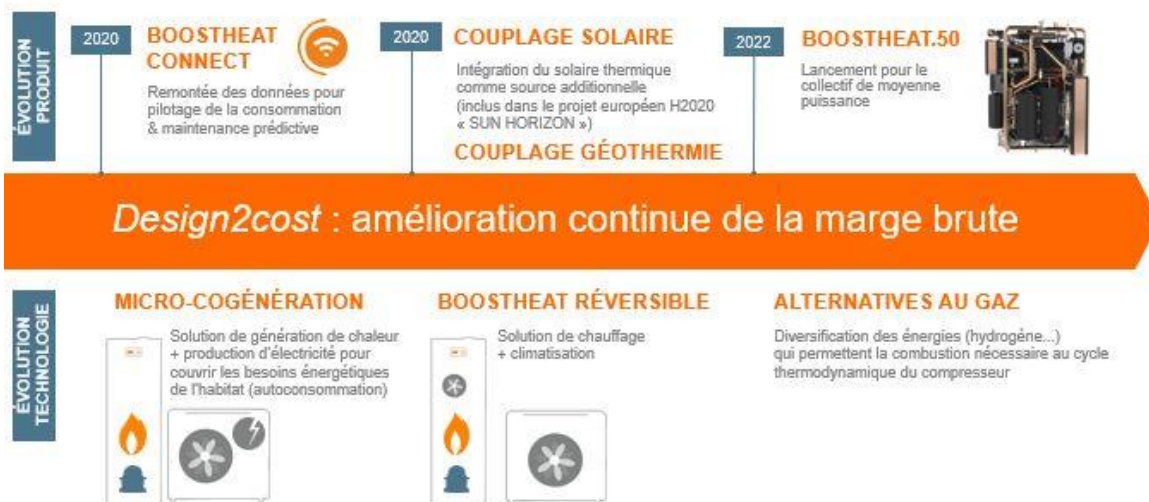 ÉVOLUTION
PRODUIT
2020
BOOSTHEAT
CONNECT
Remontée des données pour
pilotage de la consommation
& maintenance prédictive
2020
COUPLAGE SOLAIRE
Intégration du solaire thermique
comme source additionnelle
(inclus dans le projet européen H2020
« SUN HORIZON »)
COUPLAGE GÉOTHERMIE
2022
BOOSTHEAT.50
Lancement pour le
collectif de moyenne
puissance
Design2cost : amélioration continue de la marge brute
ÉVOLUTION
TECHNOLOGIE
MICRO-COGÉNÉRATION
Solution de génération de chaleur
+ production d'électricité pour
couvrir les besoins énergétiques
de l'habitat (autoconsommation)
BOOSTHEAT RÉVERSIBLE
Solution de chauffage
+ climatisation
ALTERNATIVES AU GAZ
Diversification des énergies (hydrogène...)
qui permettent la combustion nécessaire au cycle
thermodynamique du compresseur